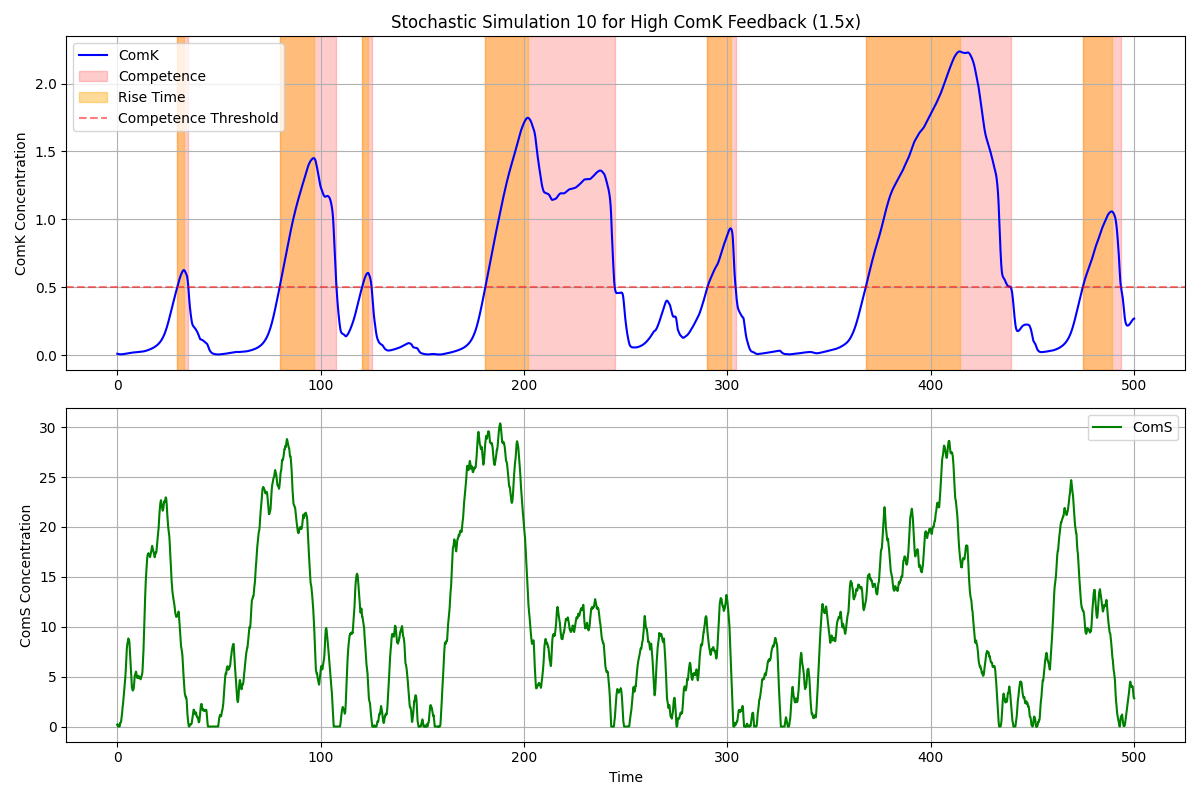 Stochastic Simulation 10 for High ComK Feedback (1.5x)
ComK
Competence
Rise Time
Competence Threshold
ComK Concentration
2.0
1.5
1.0
0.5
0.0
0 100 200 300 400 500
ComS
ComS Concentration
30
25
20
15
10
5
0
0 100 200 300 400 500
Time